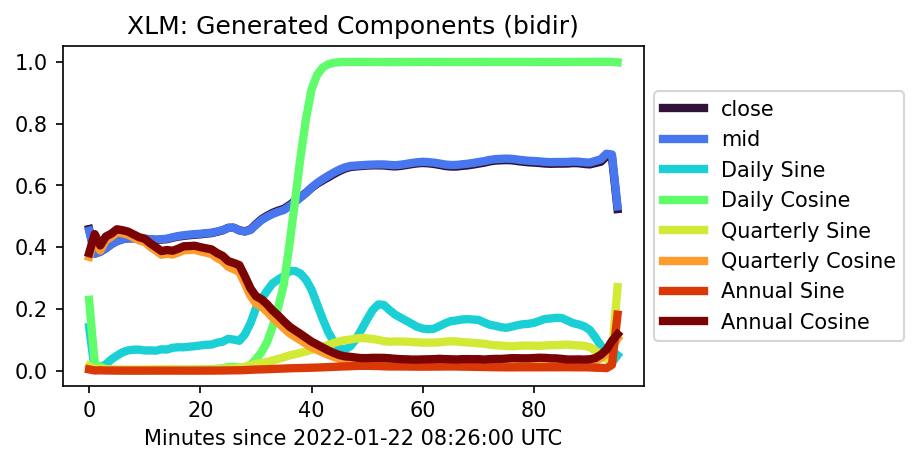 XLM: Generated Components (bidir)
1.0
0.8
0.6
0.4
0.2
0.0
0 20 40 60 80
Minutes since 2022-01-22 08:26:00 UTC
close
mid
Daily Sine
Daily Cosine
Quarterly Sine
Quarterly Cosine
Annual Sine
Annual Cosine